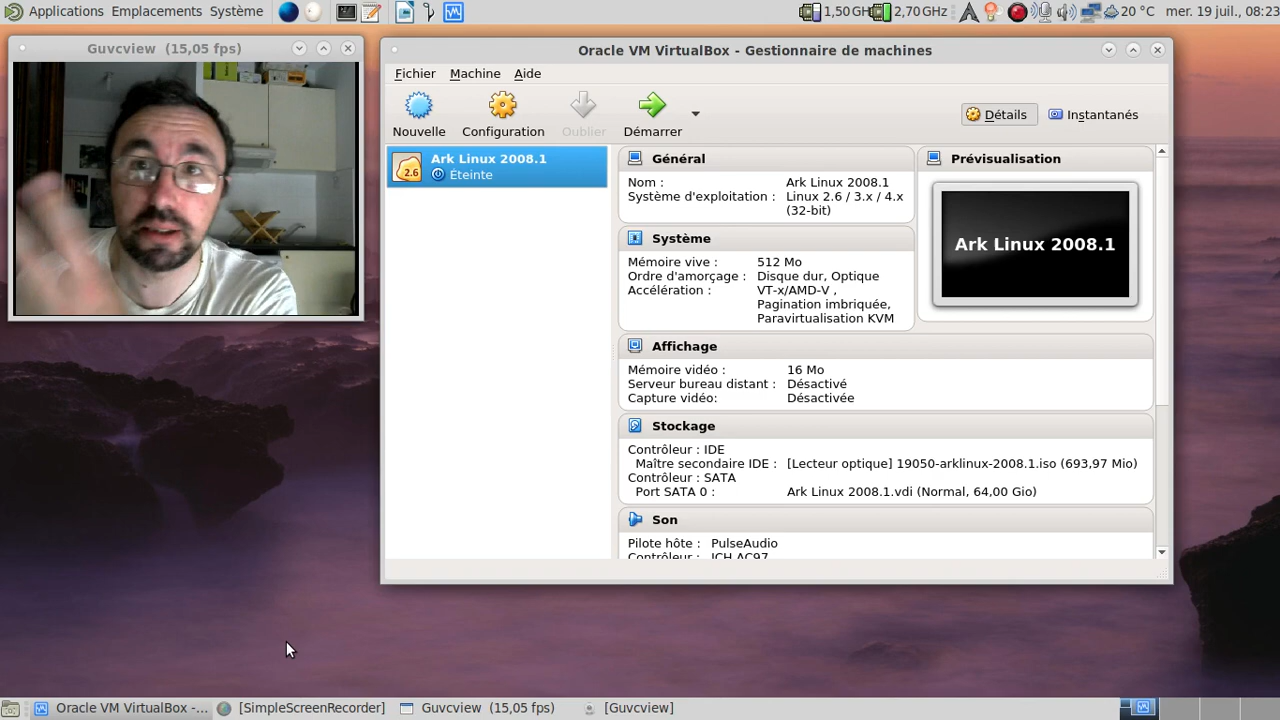 Applications Emplacements Système
1,50 GHz 2,70 GHz 20 °C mer. 19 juil., 08:23
Guvcview (15,05 fps)
Oracle VM VirtualBox - Gestionnaire de machines
Fichier Machine Aide
Nouvelle Configuration Oublier Démarrer
Détails Instantanés
Ark Linux 2008.1
Éteinte
2.6
Général
Nom : Ark Linux 2008.1
Système d'exploitation : Linux 2.6 / 3.x / 4.x
(32-bit)
Prévisualisation
Ark Linux 2008.1
Système
Mémoire vive : 512 Mo
Ordre d'amorçage : Disque dur, Optique
Accélération : VT-x/AMD-V ,
Pagination imbriquée,
Paravirtualisation KVM
Affichage
Mémoire vidéo : 16 Mo
Serveur bureau distant : Désactivé
Capture vidéo: Désactivée
Stockage
Contrôleur : IDE
Maître secondaire IDE : [Lecteur optique] 19050-arklinux-2008.1.iso (693,97 Mio)
Contrôleur : SATA
Port SATA 0 : Ark Linux 2008.1.vdi (Normal, 64,00 Gio)
Son
Pilote hôte : PulseAudio
Contrôleur : ICH AC97
Oracle VM VirtualBox -... [SimpleScreenRecorder] Guvcview (15,05 fps) [Guvcview]